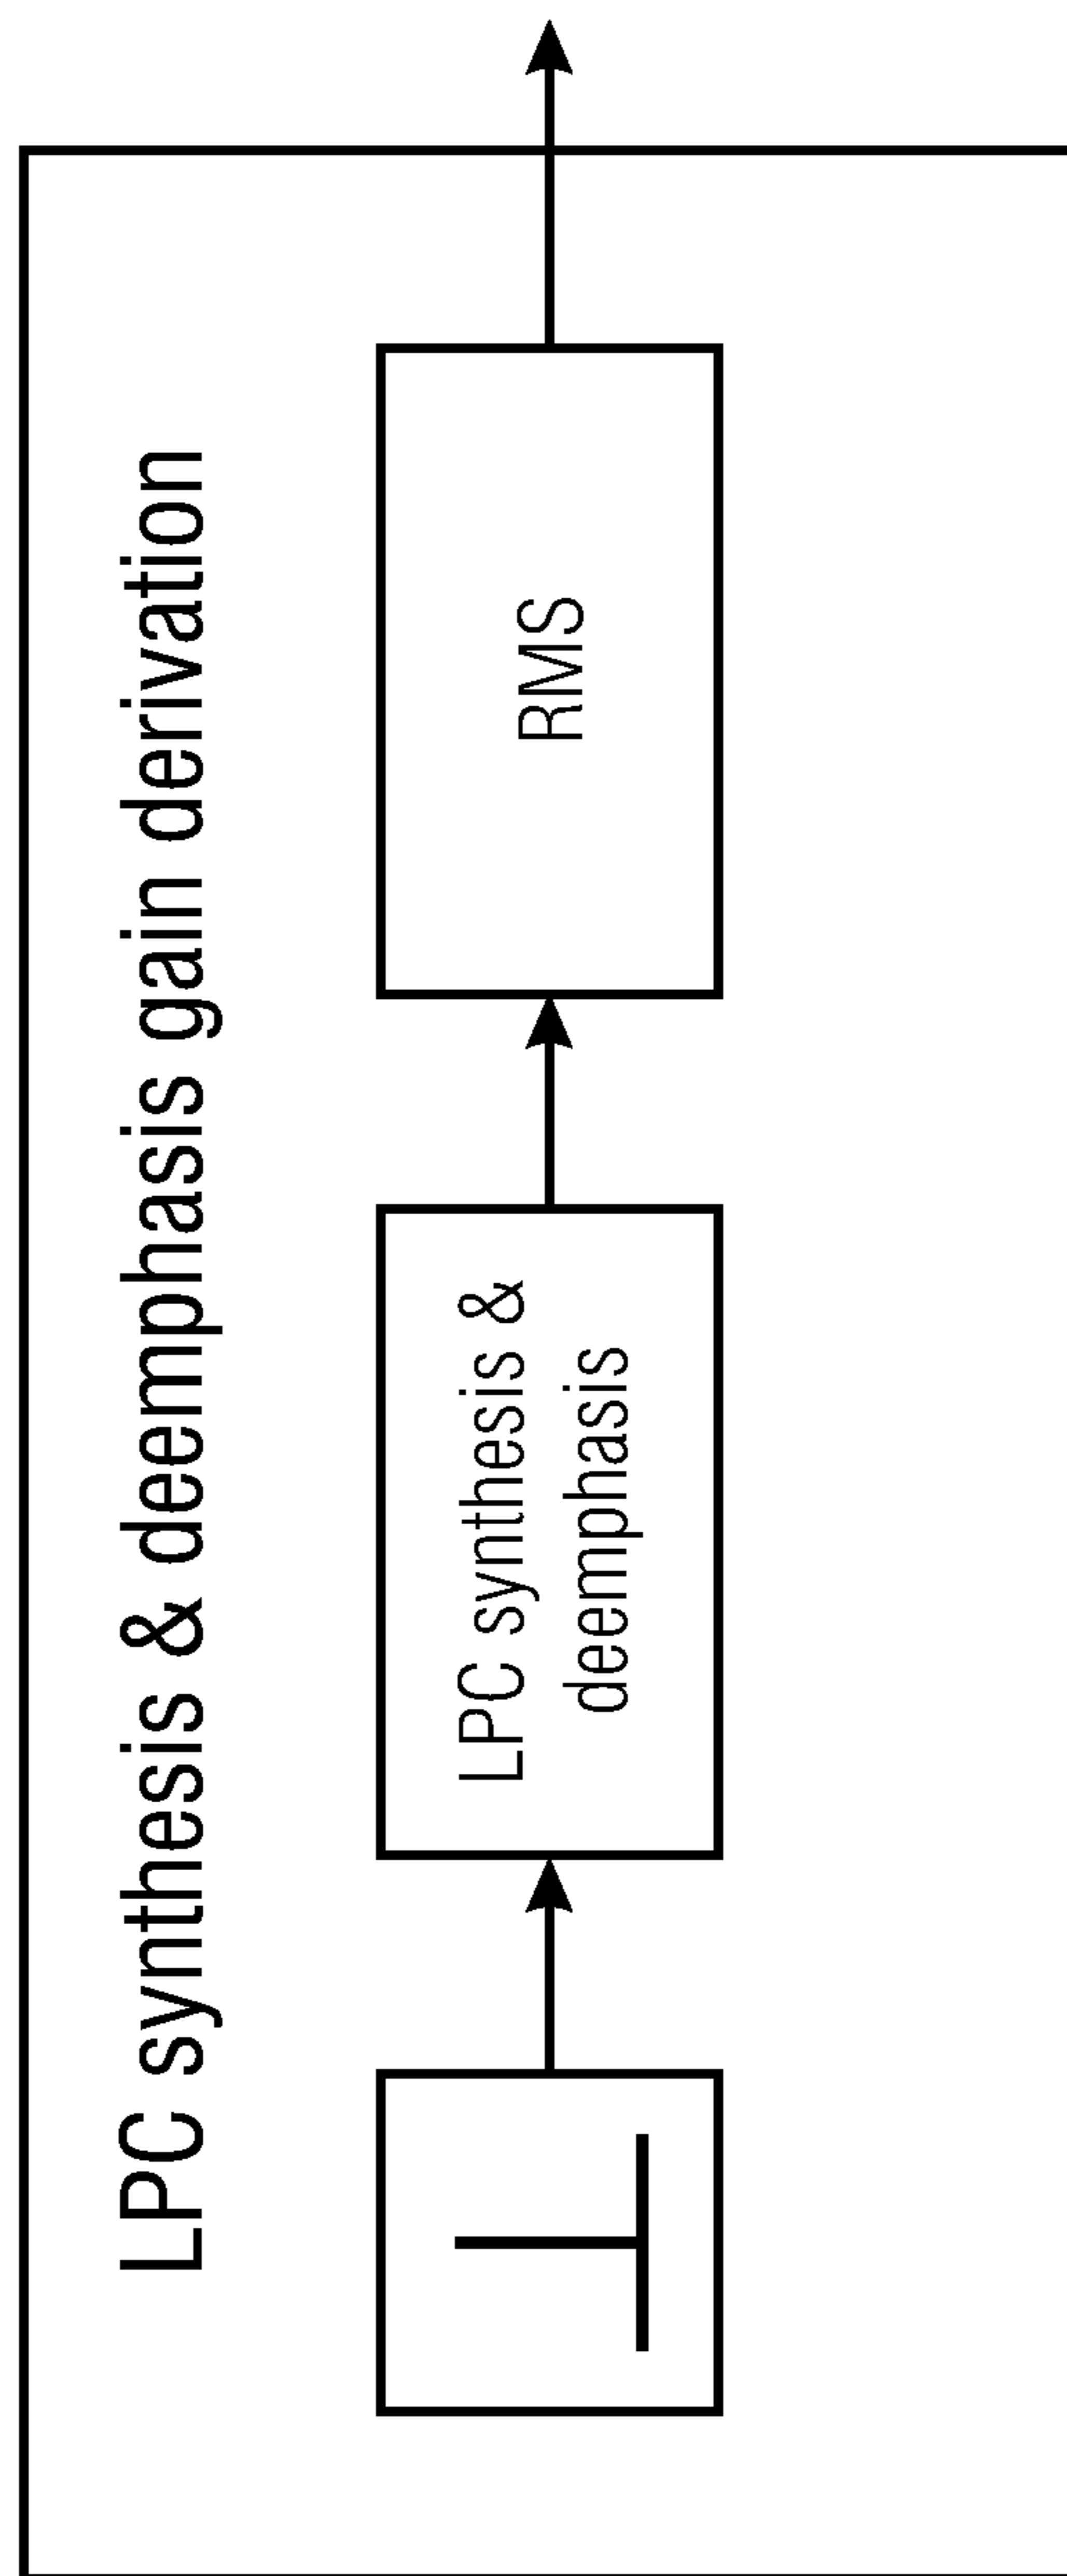 LPC synthesis & deemphasis gain derivation
LPC synthesis &
deemphasis
RMS